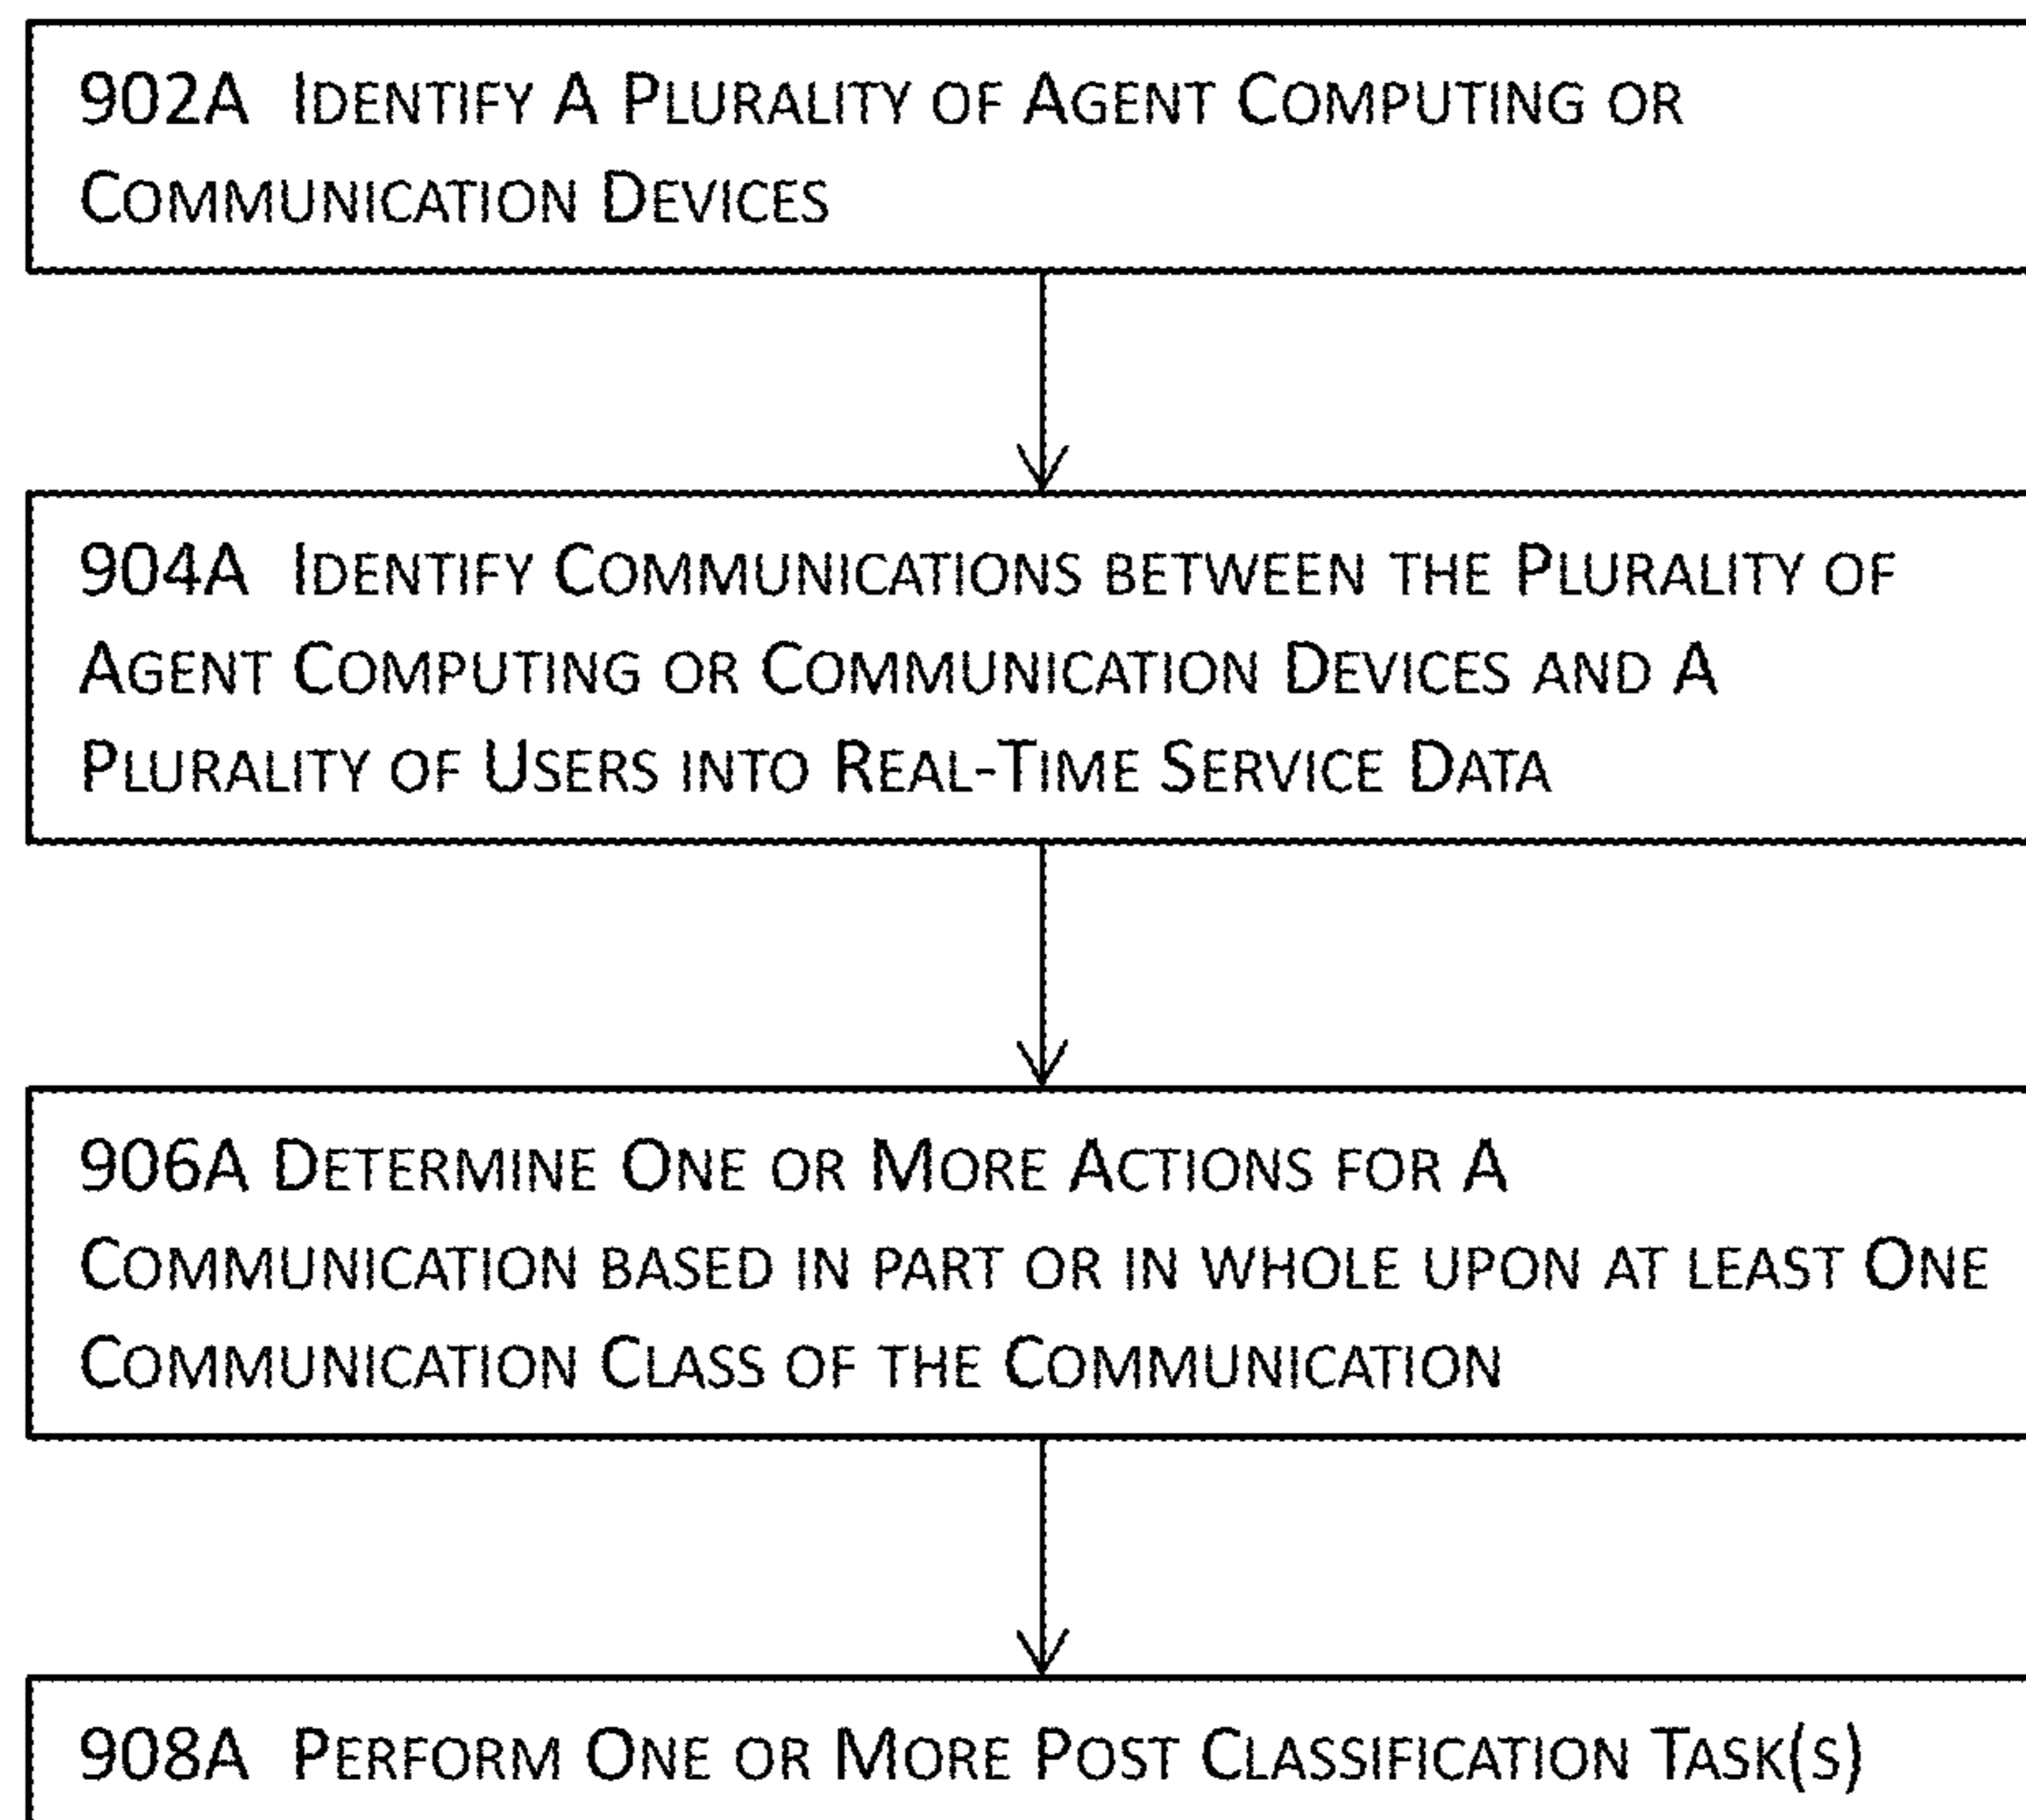 902A Identify A Plurality of Agent Computing or
Communication Devices
904A Identify Communications between the Plurality of
Agent Computing or Communication Devices and A
Plurality of Users into Real-Time Service Data
906A Determine One or More Actions for A
Communication based in part or in whole upon at least One
Communication Class of the Communication
908A Perform One or More Post Classification Task(s)